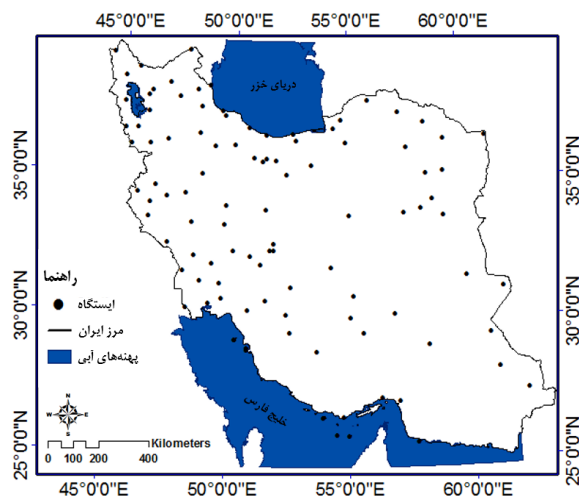 45°0'0"E 50°0'0"E 55°0'0"E 60°0'0"E
دریای خزر
35°0'0"N 35°0'0"N
راهنما
ایستگاه
مرز ایران
پهنه‌های آبی
30°0'0"N 30°0'0"N
خلیج فارس
N
W E
S
Kilometers
0 100 200 400
25°0'0"N 25°0'0"N
45°0'0"E 50°0'0"E 55°0'0"E 60°0'0"E